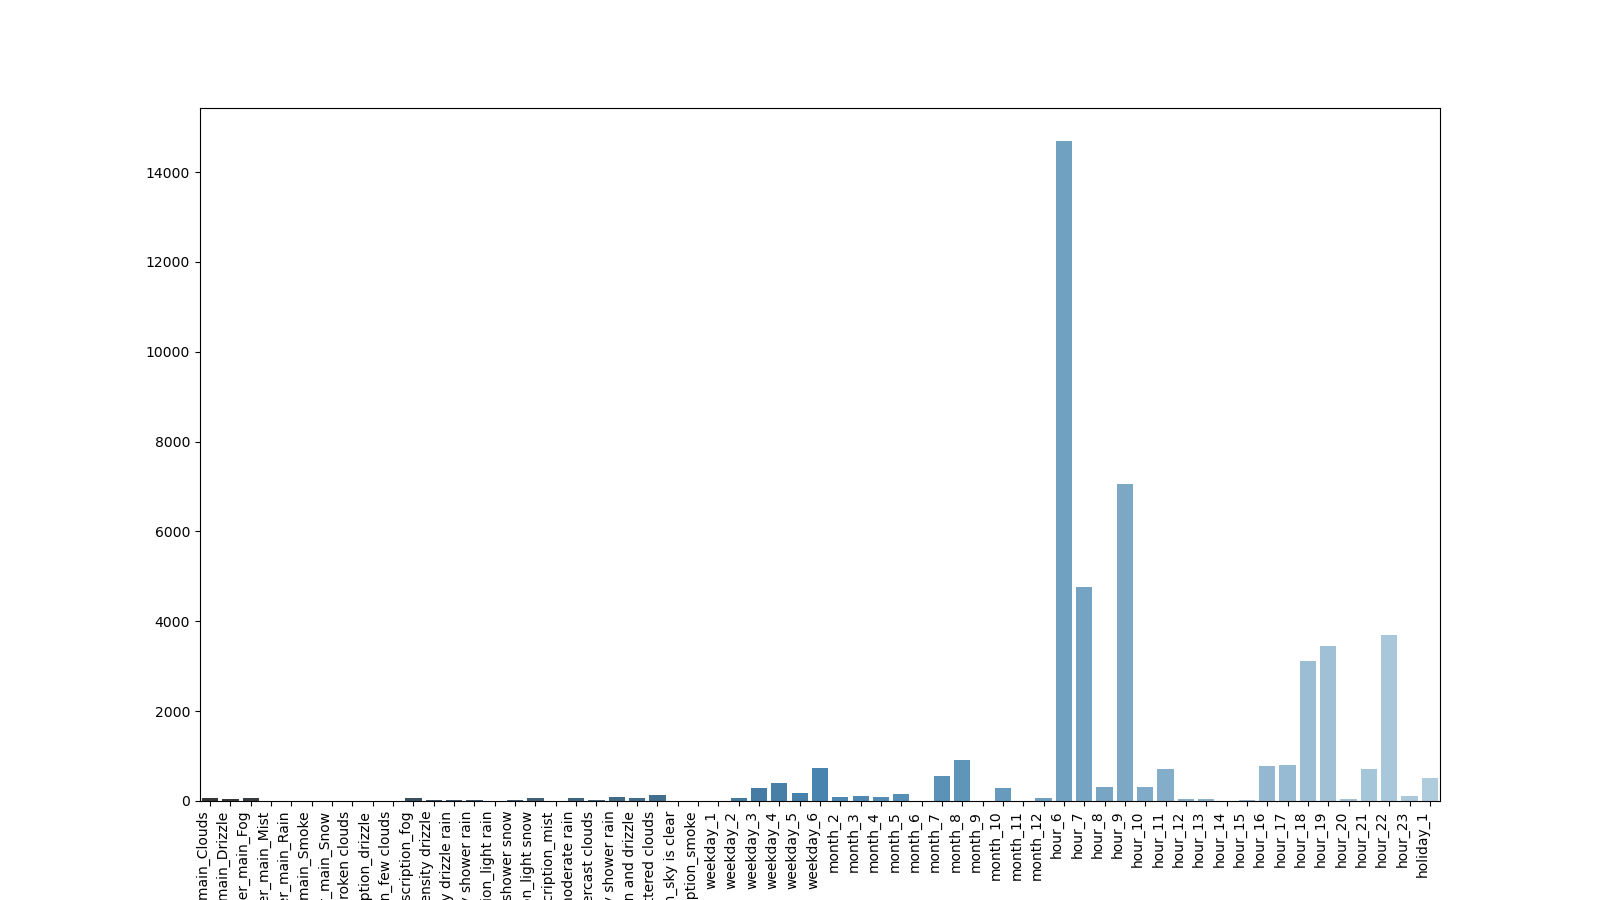 14000
12000
10000
8000
6000
4000
2000
0
main_Clouds
main_Drizzle
er_main_Fog
er_main_Mist
er_main_Rain
main_Smoke
_main_Snow
roken clouds
ption_drizzle
n_few clouds
scription_fog
ensity drizzle
y drizzle rain
y shower rain
ion_light rain
shower snow
on_light snow
cription_mist
moderate rain
ercast clouds
y shower rain
n and drizzle
ttered clouds
n_sky is clear
ption_smoke
weekday_1
weekday_2
weekday_3
weekday_4
weekday_5
weekday_6
month_2
month_3
month_4
month_5
month_6
month_7
month_8
month_9
month_10
month_11
month_12
hour_6
hour_7
hour_8
hour_9
hour_10
hour_11
hour_12
hour_13
hour_14
hour_15
hour_16
hour_17
hour_18
hour_19
hour_20
hour_21
hour_22
hour_23
holiday_1